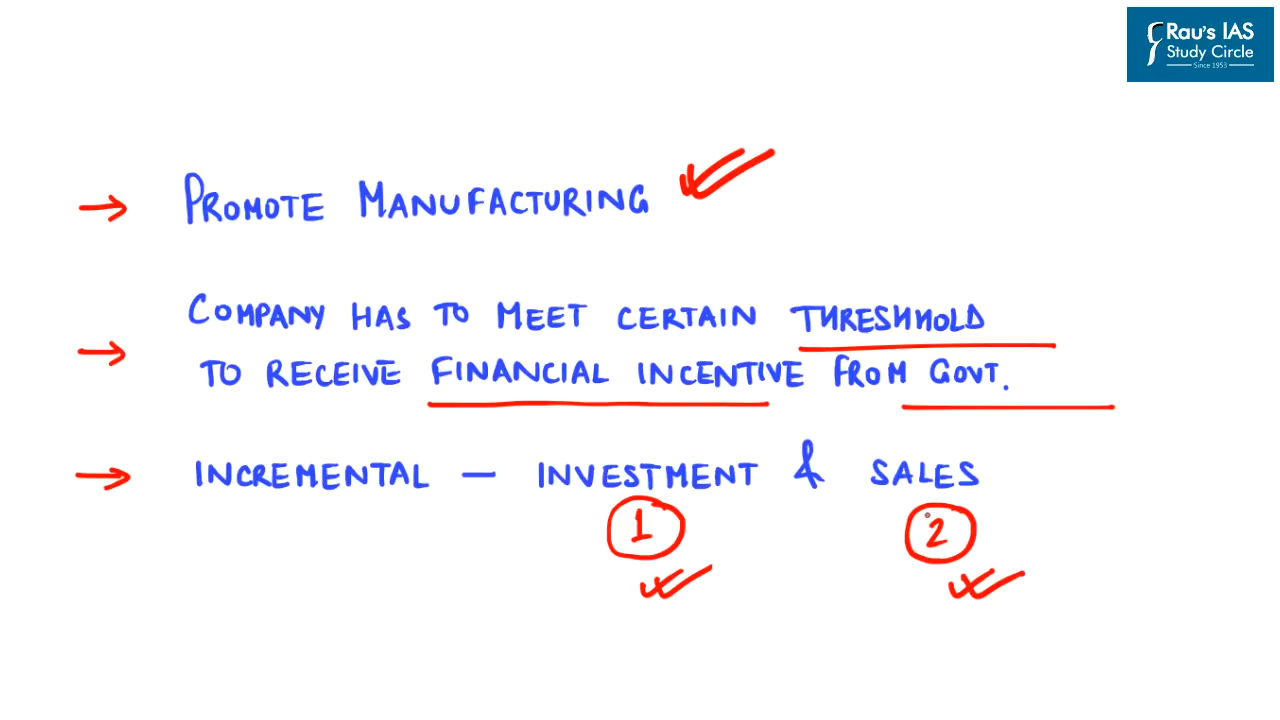 Rau's IAS
Study Circle
Since 1953
→ PROMOTE MANUFACTURING
COMPANY HAS TO MEET CERTAIN THRESHHOLD
→ TO RECEIVE FINANCIAL INCENTIVE FROM GOVT.
→ INCREMENTAL — INVESTMENT & SALES
1 2